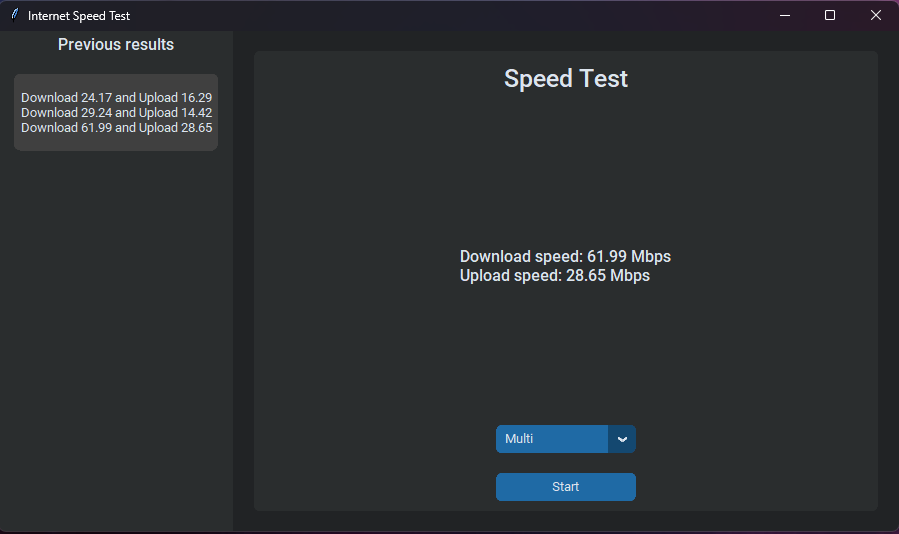 Internet Speed Test
Previous results
Download 24.17 and Upload 16.29
Download 29.24 and Upload 14.42
Download 61.99 and Upload 28.65
Speed Test
Download speed: 61.99 Mbps
Upload speed: 28.65 Mbps
Multi
Start